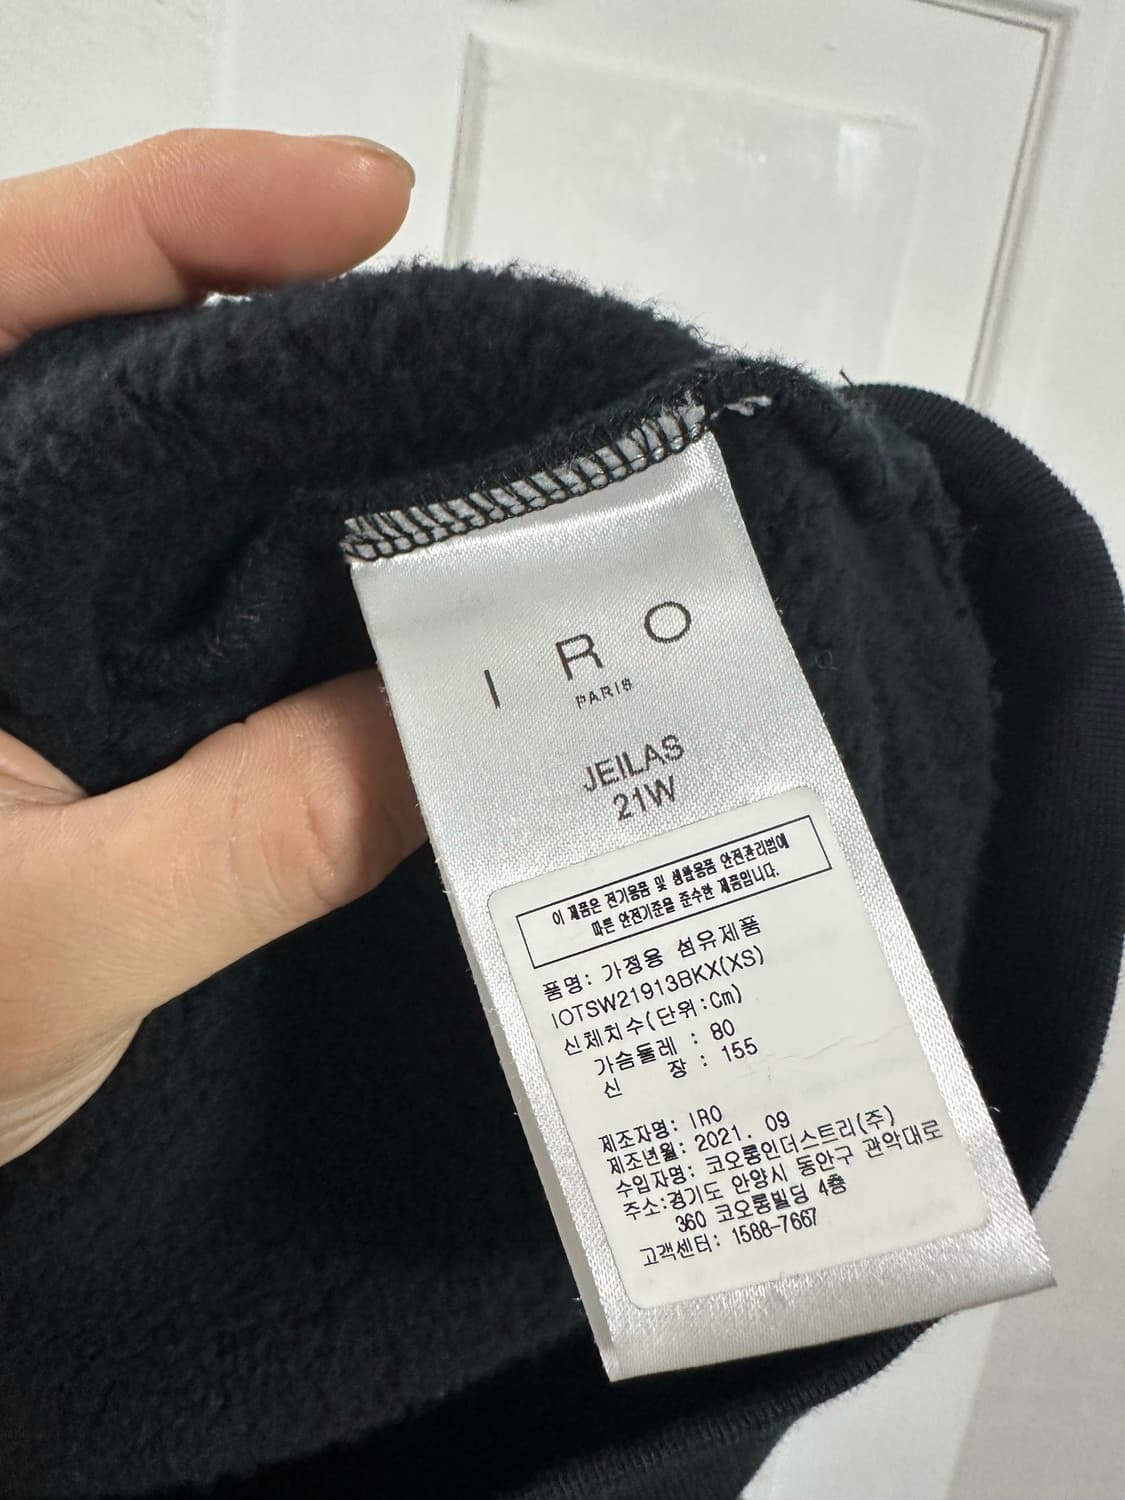 I R O
PARIS
JEILAS
21W
이 제품은 전기용품 및 생활용품 안전관리법에
따른 안전기준을 준수한 제품입니다.
품명: 가정용 섬유제품
IOTSW21913BKX(XS)
신체치수(단위:Cm)
가슴둘레 : 80
신 장 : 155
제조자명: IRO
제조년월: 2021. 09
수입자명: 코오롱인더스트리(주)
주소:경기도 안양시 동안구 관악대로
360 코오롱빌딩 4층
고객센터: 1588-7667